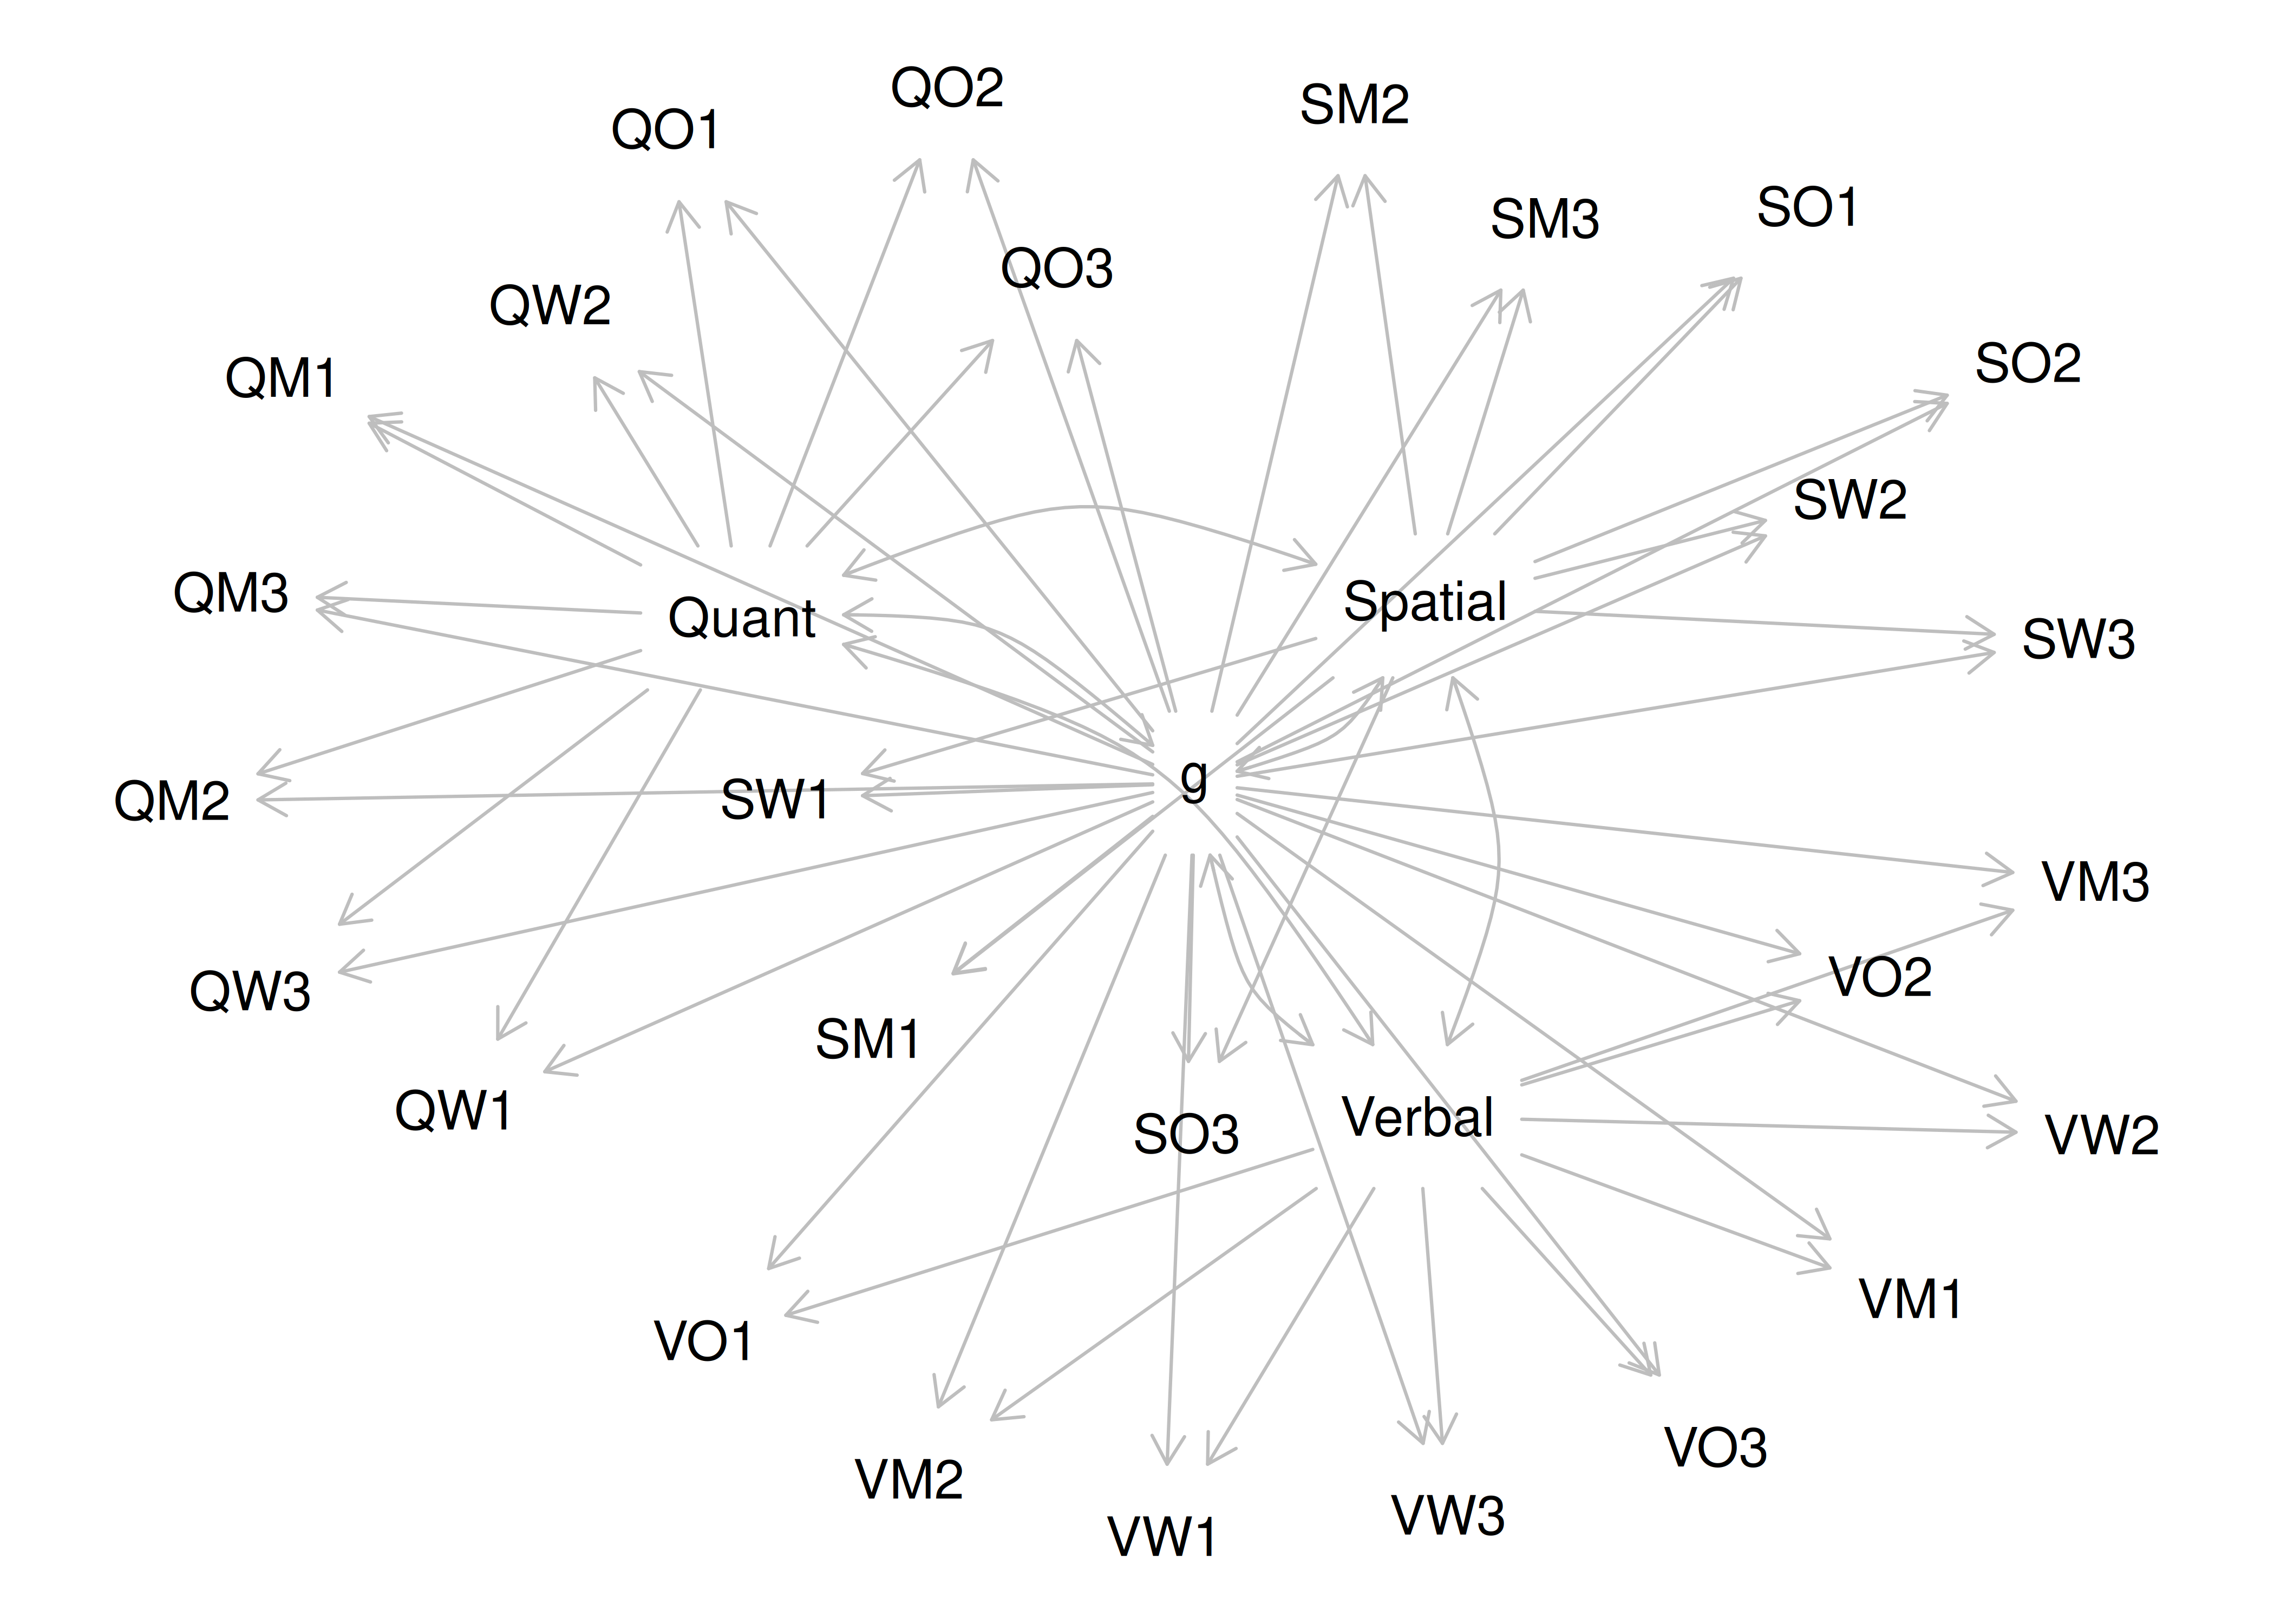 QO2
SM2
QO1
SO1
SM3
QO3
QW2
SO2
QM1
SW2
QM3
Spatial
Quant
SW3
g
SW1
QM2
VM3
VO2
QW3
SM1
QW1
Verbal
SO3
VW2
VM1
VO1
VO3
VM2
VW3
VW1